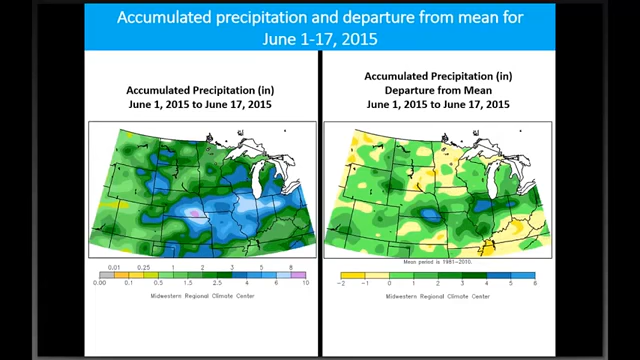 Accumulated precipitation and departure from mean for
June 1-17, 2015
Accumulated Precipitation (in)
June 1, 2015 to June 17, 2015
0.01 0.25 1 2 3 5 8
0.00 0.1 0.5 1.5 2.5 4 6 10
Midwestern Regional Climate Center
Accumulated Precipitation (in)
Departure from Mean
June 1, 2015 to June 17, 2015
Mean period is 1981-2010.
-2 -1 0 1 2 3 4 5 6
Midwestern Regional Climate Center